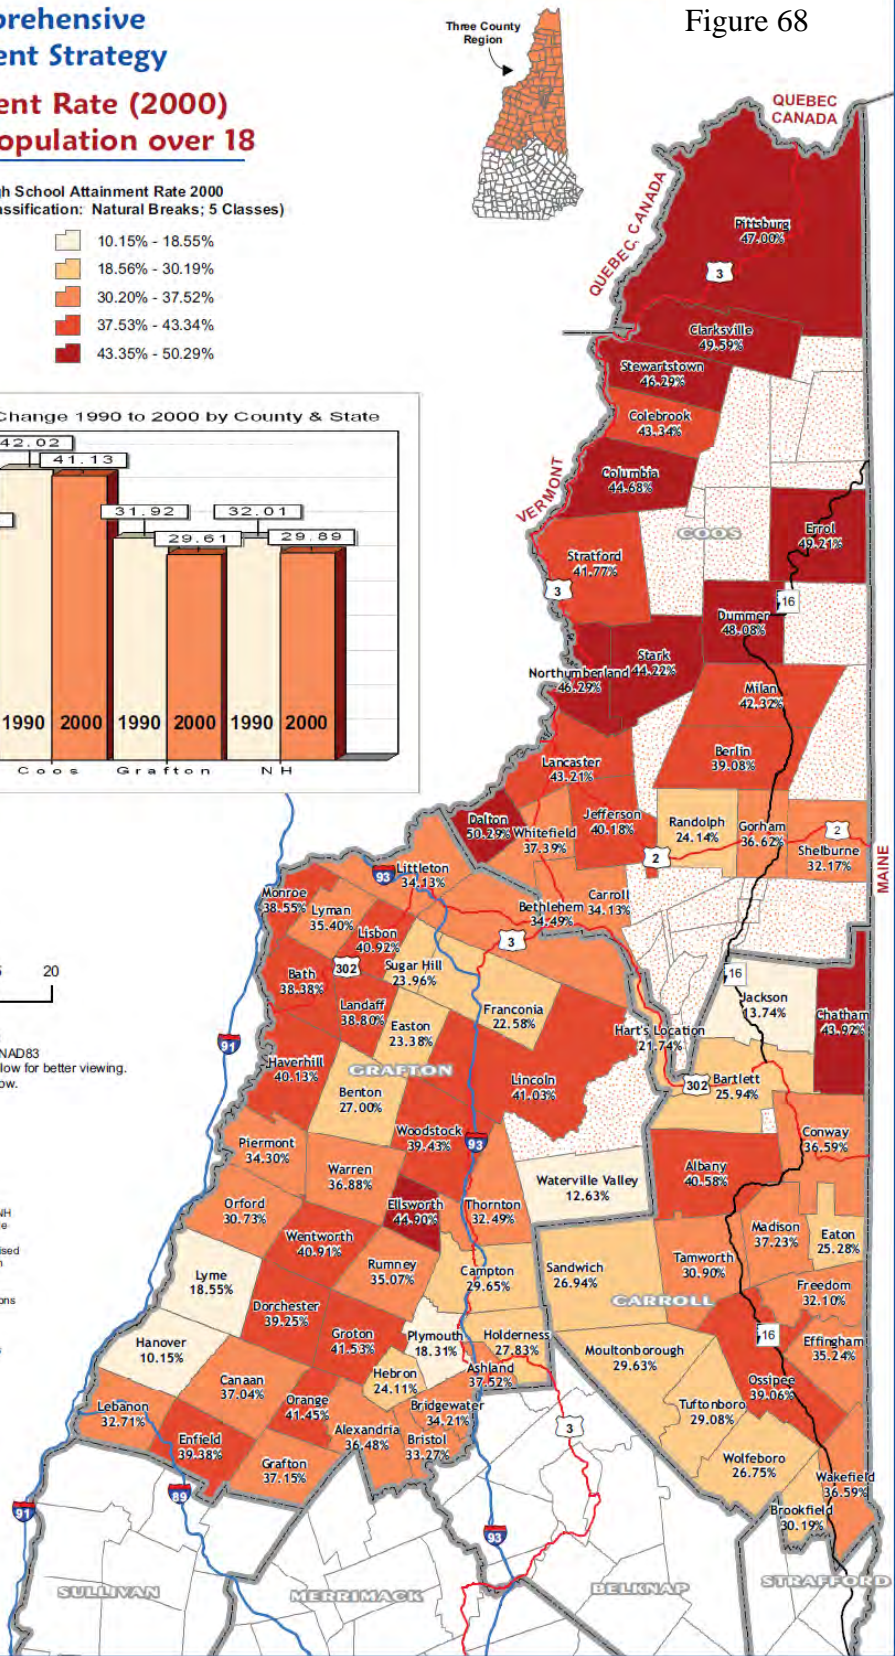 Figure 68
prehensive
ent Strategy
ent Rate (2000)
opulation over 18
Three County
Region
gh School Attainment Rate 2000
assification: Natural Breaks; 5 Classes)
10.15% - 18.55%
18.56% - 30.19%
30.20% - 37.52%
37.53% - 43.34%
43.35% - 50.29%
Change 1990 to 2000 by County & State
42.02
41.13
31.92
29.61
32.01
29.89
1990 2000 1990 2000 1990 2000
Coos Grafton NH
20
NAD83
low for better viewing.
ow.
NH
ised
ons
QUEBEC
CANADA
QUEBEC, CANADA
VERMONT
MAINE
Pittsburg
47.00%
3
Clarksville
49.59%
Stewartstown
46.29%
Colebrook
43.34%
Columbia
44.68%
COOS
Errol
49.21%
Stratford
41.77%
3
16
Dummer
48.08%
Stark
44.22%
Northumberland
46.29%
Milan
42.32%
Berlin
39.08%
Lancaster
43.21%
Dalton
50.29%
Whitefield
37.39%
Jefferson
40.18%
Randolph
24.14%
Gorham
36.62%
2
Shelburne
32.17%
2
93
Littleton
34.13%
Monroe
38.55%
Lyman
35.40%
Lisbon
40.92%
Bethlehem
34.49%
Carroll
34.13%
3
302
Bath
38.38%
Sugar Hill
23.96%
16
Jackson
13.74%
Chatham
43.92%
Landaff
38.80%
Easton
23.38%
Franconia
22.58%
Hart's Location
21.74%
91
Haverhill
40.13%
GRAFTON
Benton
27.00%
Lincoln
41.03%
302
Bartlett
25.94%
Woodstock
39.43%
93
Conway
36.59%
Piermont
34.30%
Warren
36.88%
Waterville Valley
12.63%
Albany
40.58%
Orford
30.73%
Ellsworth
44.90%
Thornton
32.49%
Madison
37.23%
Eaton
25.28%
Wentworth
40.91%
Rumney
35.07%
Campton
29.65%
Sandwich
26.94%
Tamworth
30.90%
Lyme
18.55%
Freedom
32.10%
CARROLL
Dorchester
39.25%
Groton
41.53%
Plymouth
18.31%
Holderness
27.83%
16
Hanover
10.15%
Moultonborough
29.63%
Effingham
35.24%
Canaan
37.04%
Hebron
24.11%
Ashland
37.52%
Ossipee
39.06%
Lebanon
32.71%
Orange
41.45%
Bridgewater
34.21%
Tuftonboro
29.08%
Enfield
39.38%
Alexandria
36.48%
Bristol
33.27%
3
Grafton
37.15%
Wolfeboro
26.75%
Wakefield
36.59%
89
91
93
Brookfield
30.19%
SULLIVAN
MERRIMACK
BELKNAP
STRAFFORD